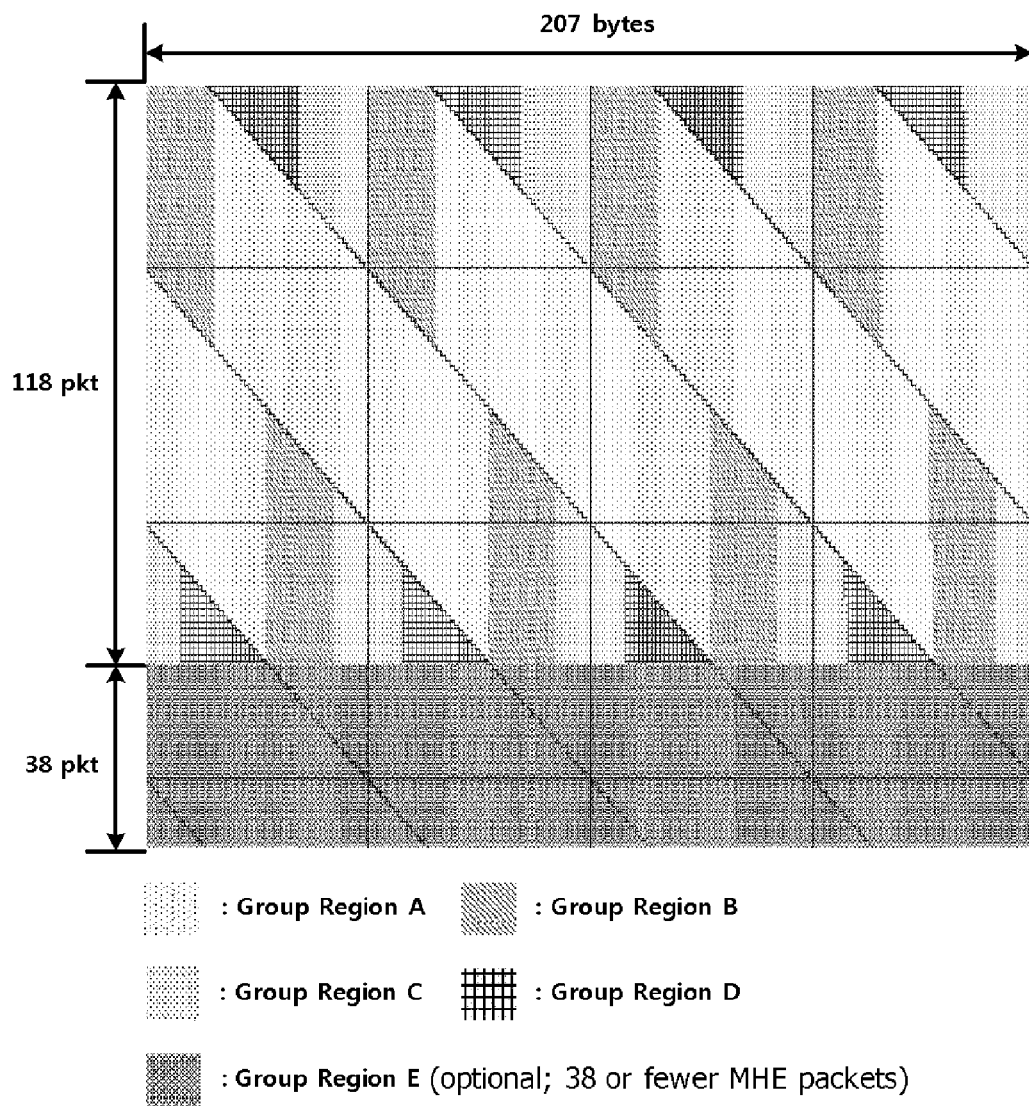 207 bytes
118 pkt
38 pkt
: Group Region A
: Group Region B
: Group Region C
: Group Region D
: Group Region E (optional; 38 or fewer MHE packets)